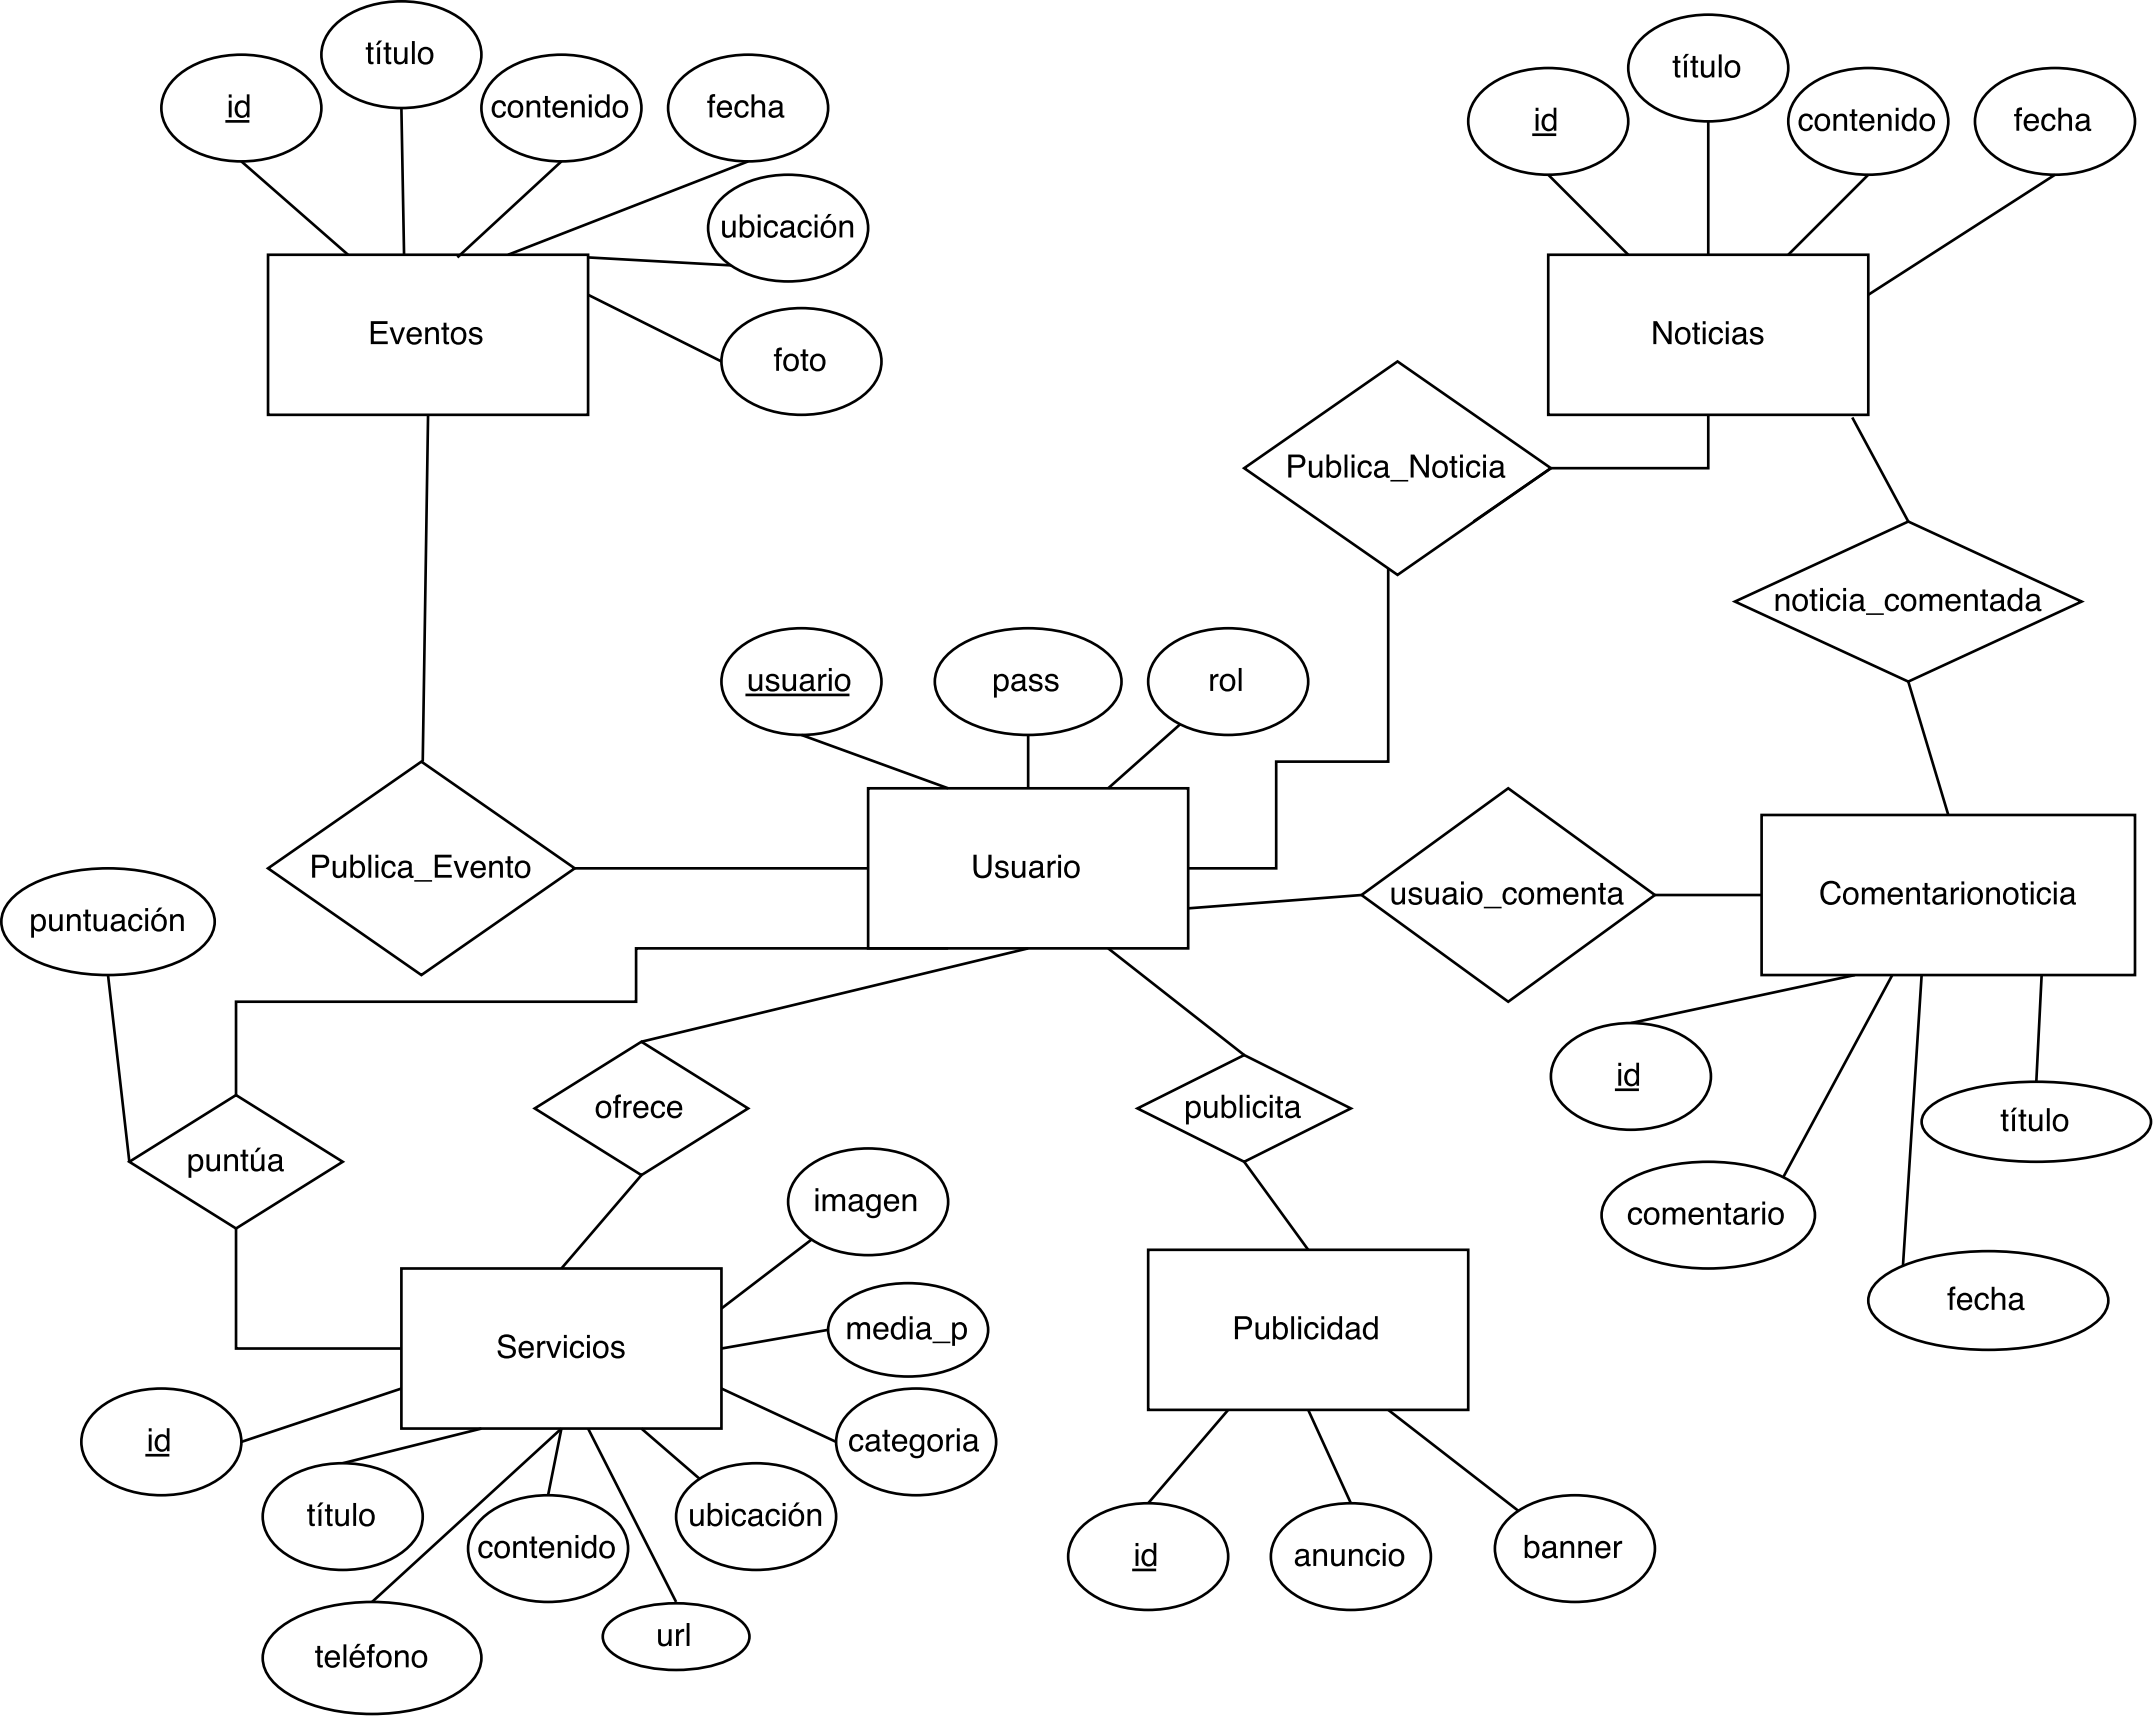 título
id
contenido
fecha
ubicación
Eventos
foto
título
id
contenido
fecha
Noticias
Publica_Noticia
noticia_comentada
usuario
pass
rol
Publica_Evento
Usuario
usuaio_comenta
Comentarionoticia
puntuación
id
título
ofrece
publicita
puntúa
imagen
comentario
fecha
Servicios
media_p
Publicidad
id
categoria
título
contenido
ubicación
id
anuncio
banner
teléfono
url